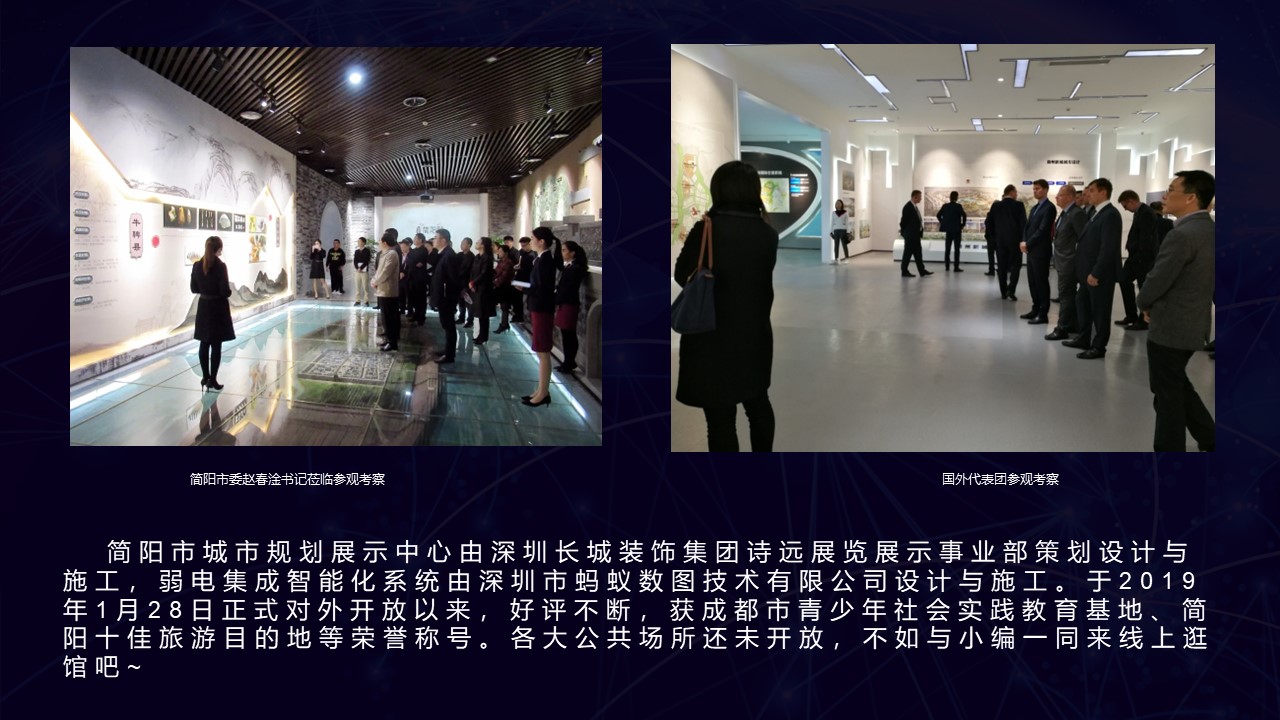 牛鞞县
简阳市委赵春淦书记莅临参观考察
国外代表团参观考察
简阳市城市规划展示中心由深圳长城装饰集团诗远展览展示事业部策划设计与
施工，弱电集成智能化系统由深圳市蚂蚁数图技术有限公司设计与施工。于2019
年1月28日正式对外开放以来，好评不断，获成都市青少年社会实践教育基地、简
阳十佳旅游目的地等荣誉称号。各大公共场所还未开放，不如与小编一同来线上逛
馆吧~